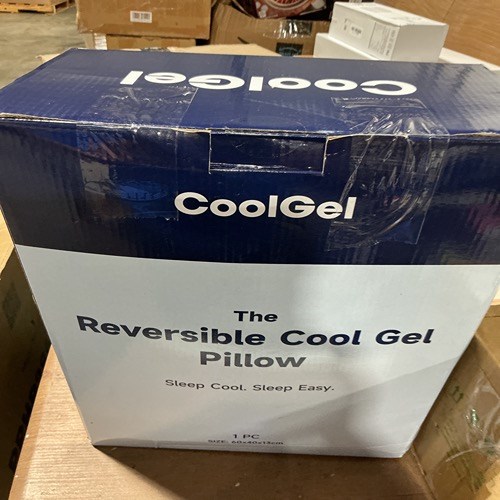 CoolGel
CoolGel
The
Reversible Cool Gel
Pillow
Sleep Cool. Sleep Easy.
1 PC